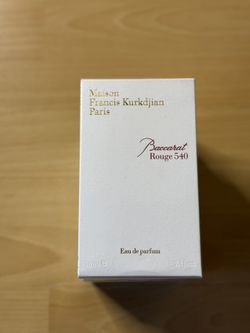 Maison
Francis Kurkdjian
Paris
Baccarat
Rouge 540
Eau de parfum